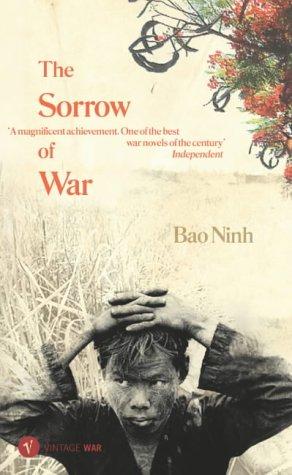 The
Sorrow
'A magnificent achievement. One of the best
war novels of the century'
Independent
of
War
Bao Ninh
V
VINTAGE WAR